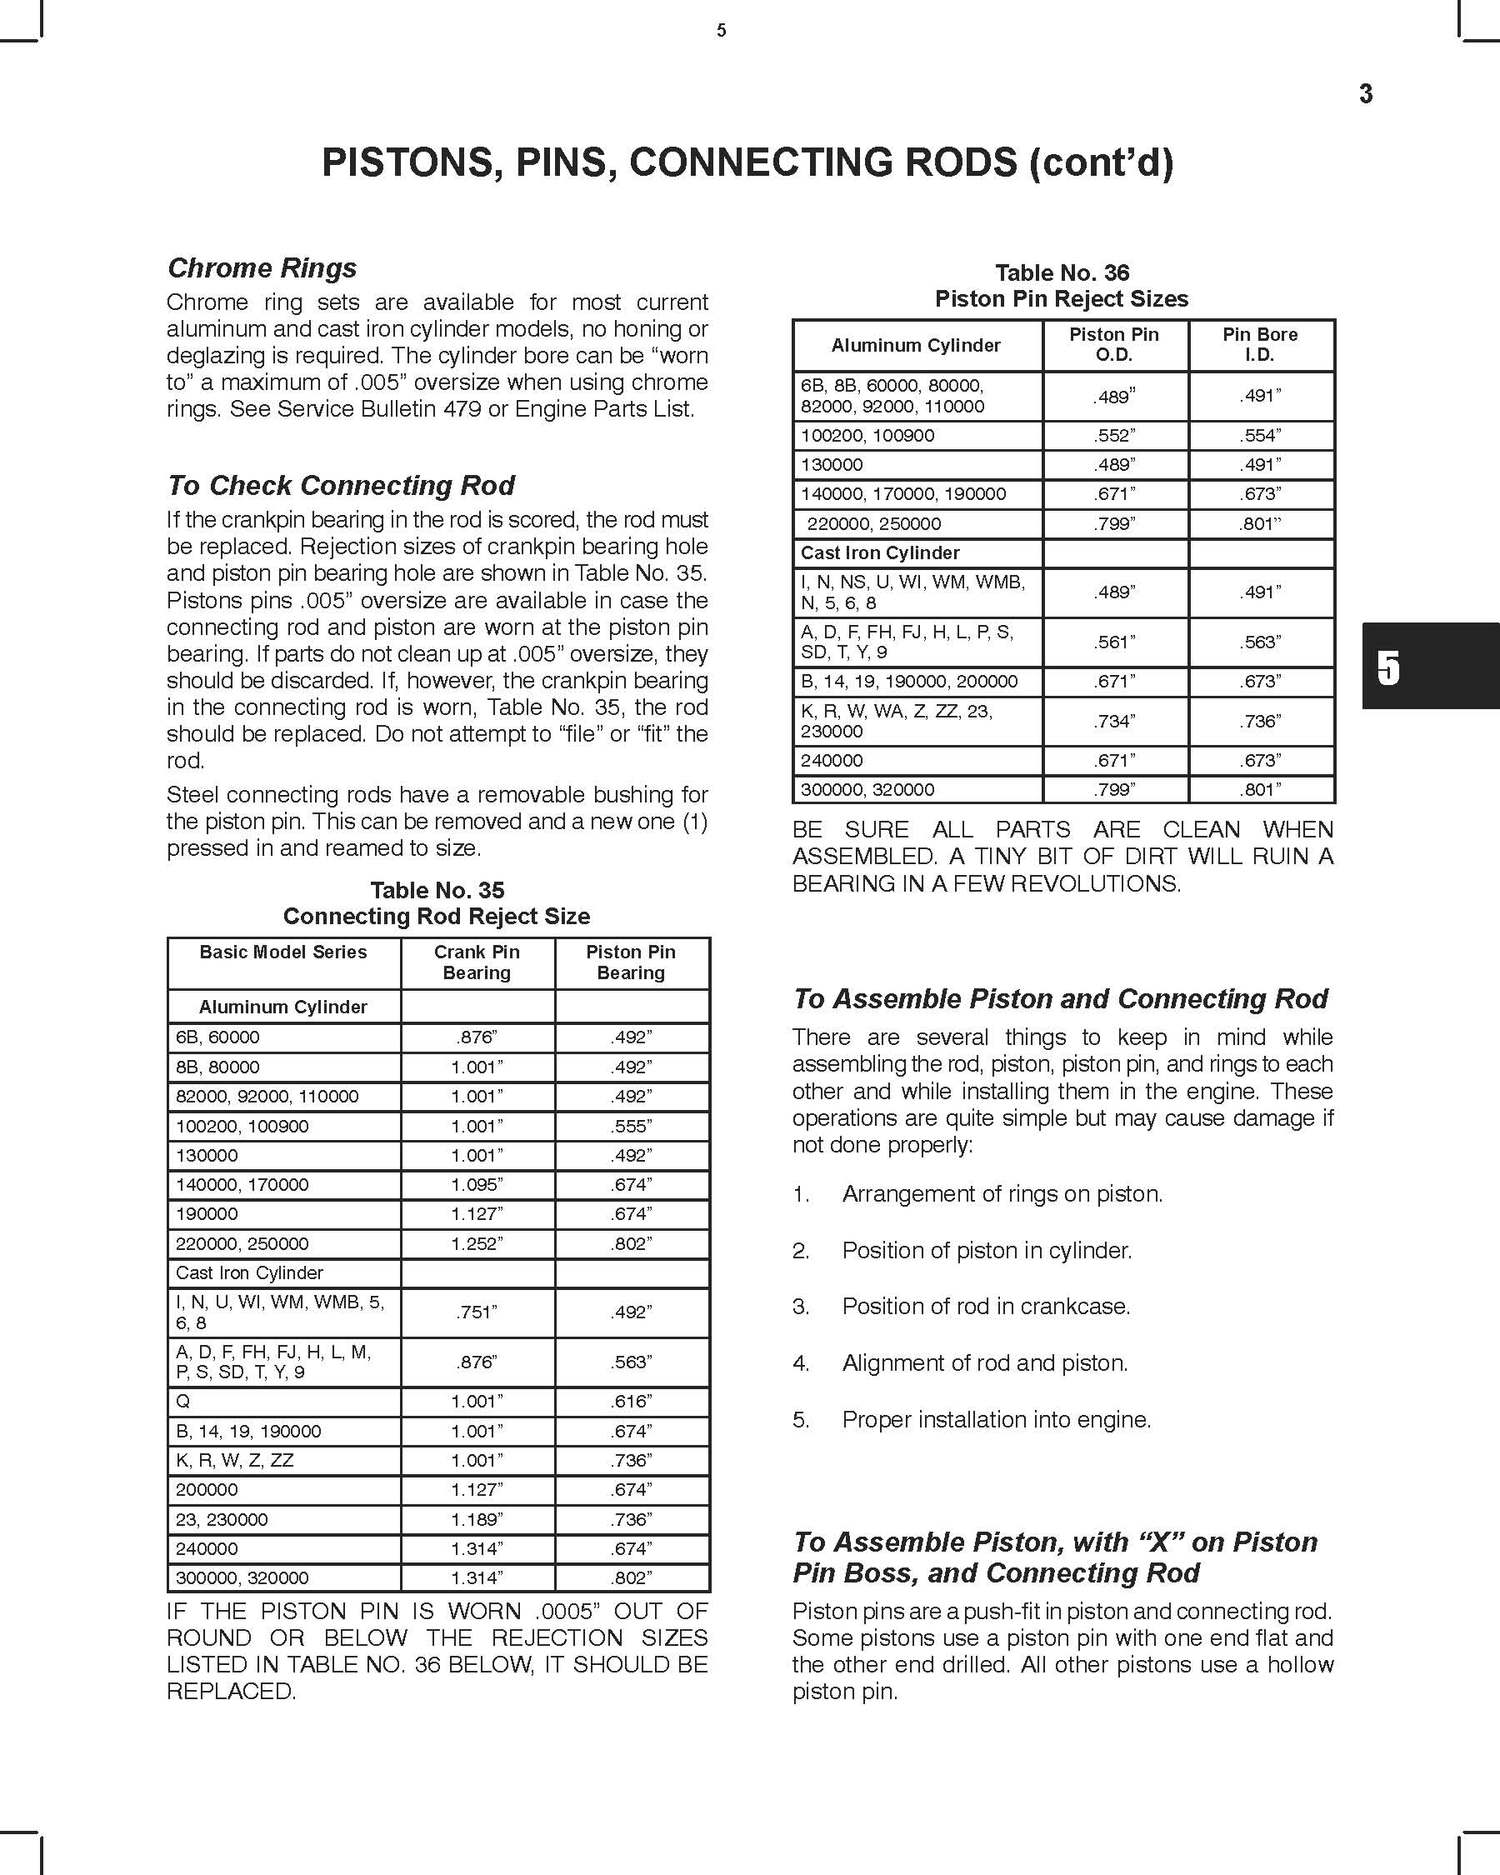 5
3
PISTONS, PINS, CONNECTING RODS (cont’d)
Chrome Rings
Chrome ring sets are available for most current
aluminum and cast iron cylinder models, no honing or
deglazing is required. The cylinder bore can be “worn
to” a maximum of .005” oversize when using chrome
rings. See Service Bulletin 479 or Engine Parts List.
To Check Connecting Rod
If the crankpin bearing in the rod is scored, the rod must
be replaced. Rejection sizes of crankpin bearing hole
and piston pin bearing hole are shown in Table No. 35.
Pistons pins .005” oversize are available in case the
connecting rod and piston are worn at the piston pin
bearing. If parts do not clean up at .005” oversize, they
should be discarded. If, however, the crankpin bearing
in the connecting rod is worn, Table No. 35, the rod
should be replaced. Do not attempt to “file” or “fit” the
rod.
Steel connecting rods have a removable bushing for
the piston pin. This can be removed and a new one (1)
pressed in and reamed to size.
Table No. 35
Connecting Rod Reject Size
Basic Model Series Crank Pin Piston Pin
Bearing Bearing
Aluminum Cylinder
6B, 60000 .876” .492”
8B, 80000 1.001” .492”
82000, 92000, 110000 1.001” .492”
100200, 100900 1.001” .555”
130000 1.001” .492”
140000, 170000 1.095” .674”
190000 1.127” .674”
220000, 250000 1.252” .802”
Cast Iron Cylinder
I, N, U, WI, WM, WMB, 5,
6, 8 .751” .492”
A, D, F, FH, FJ, H, L, M,
P, S, SD, T, Y, 9 .876” .563”
Q 1.001” .616”
B, 14, 19, 190000 1.001” .674”
K, R, W, Z, ZZ 1.001” .736”
200000 1.127” .674”
23, 230000 1.189” .736”
240000 1.314” .674”
300000, 320000 1.314” .802”
IF THE PISTON PIN IS WORN .0005” OUT OF
ROUND OR BELOW THE REJECTION SIZES
LISTED IN TABLE NO. 36 BELOW, IT SHOULD BE
REPLACED.
Table No. 36
Piston Pin Reject Sizes
Aluminum Cylinder Piston Pin Pin Bore
O.D. I.D.
6B, 8B, 60000, 80000,
82000, 92000, 110000 .489” .491”
100200, 100900 .552” .554”
130000 .489” .491”
140000, 170000, 190000 .671” .673”
220000, 250000 .799” .801”
Cast Iron Cylinder
I, N, NS, U, WI, WM, WMB,
N, 5, 6, 8 .489” .491”
A, D, F, FH, FJ, H, L, P, S,
SD, T, Y, 9 .561” .563”
B, 14, 19, 190000, 200000 .671” .673”
K, R, W, WA, Z, ZZ, 23,
230000 .734” .736”
240000 .671” .673”
300000, 320000 .799” .801”
BE SURE ALL PARTS ARE CLEAN WHEN
ASSEMBLED. A TINY BIT OF DIRT WILL RUIN A
BEARING IN A FEW REVOLUTIONS.
To Assemble Piston and Connecting Rod
There are several things to keep in mind while
assembling the rod, piston, piston pin, and rings to each
other and while installing them in the engine. These
operations are quite simple but may cause damage if
not done properly:
1. Arrangement of rings on piston.
2. Position of piston in cylinder.
3. Position of rod in crankcase.
4. Alignment of rod and piston.
5. Proper installation into engine.
To Assemble Piston, with “X” on Piston
Pin Boss, and Connecting Rod
Piston pins are a push-fit in piston and connecting rod.
Some pistons use a piston pin with one end flat and
the other end drilled. All other pistons use a hollow
piston pin.
5